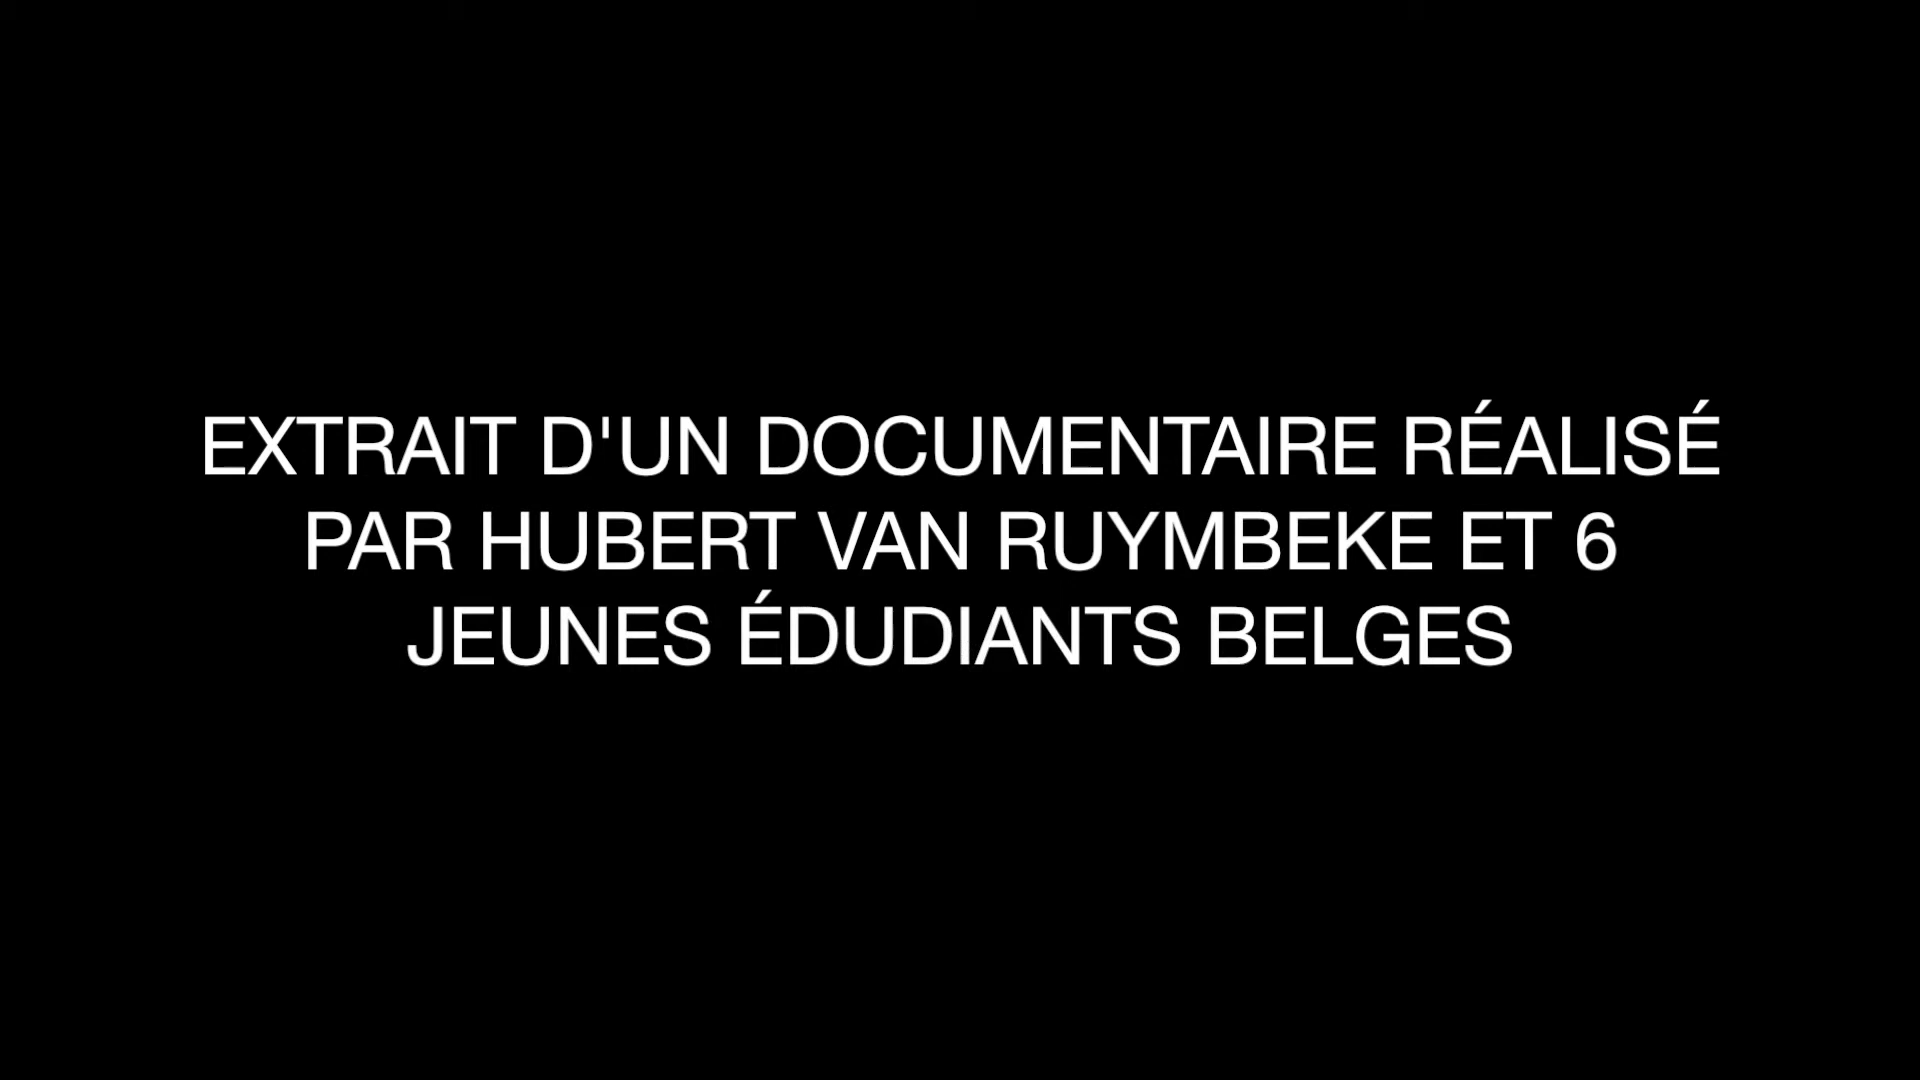 EXTRAIT D'UN DOCUMENTAIRE RÉALISÉ
PAR HUBERT VAN RUYMBEKE ET 6
JEUNES ÉDUDIANTS BELGES